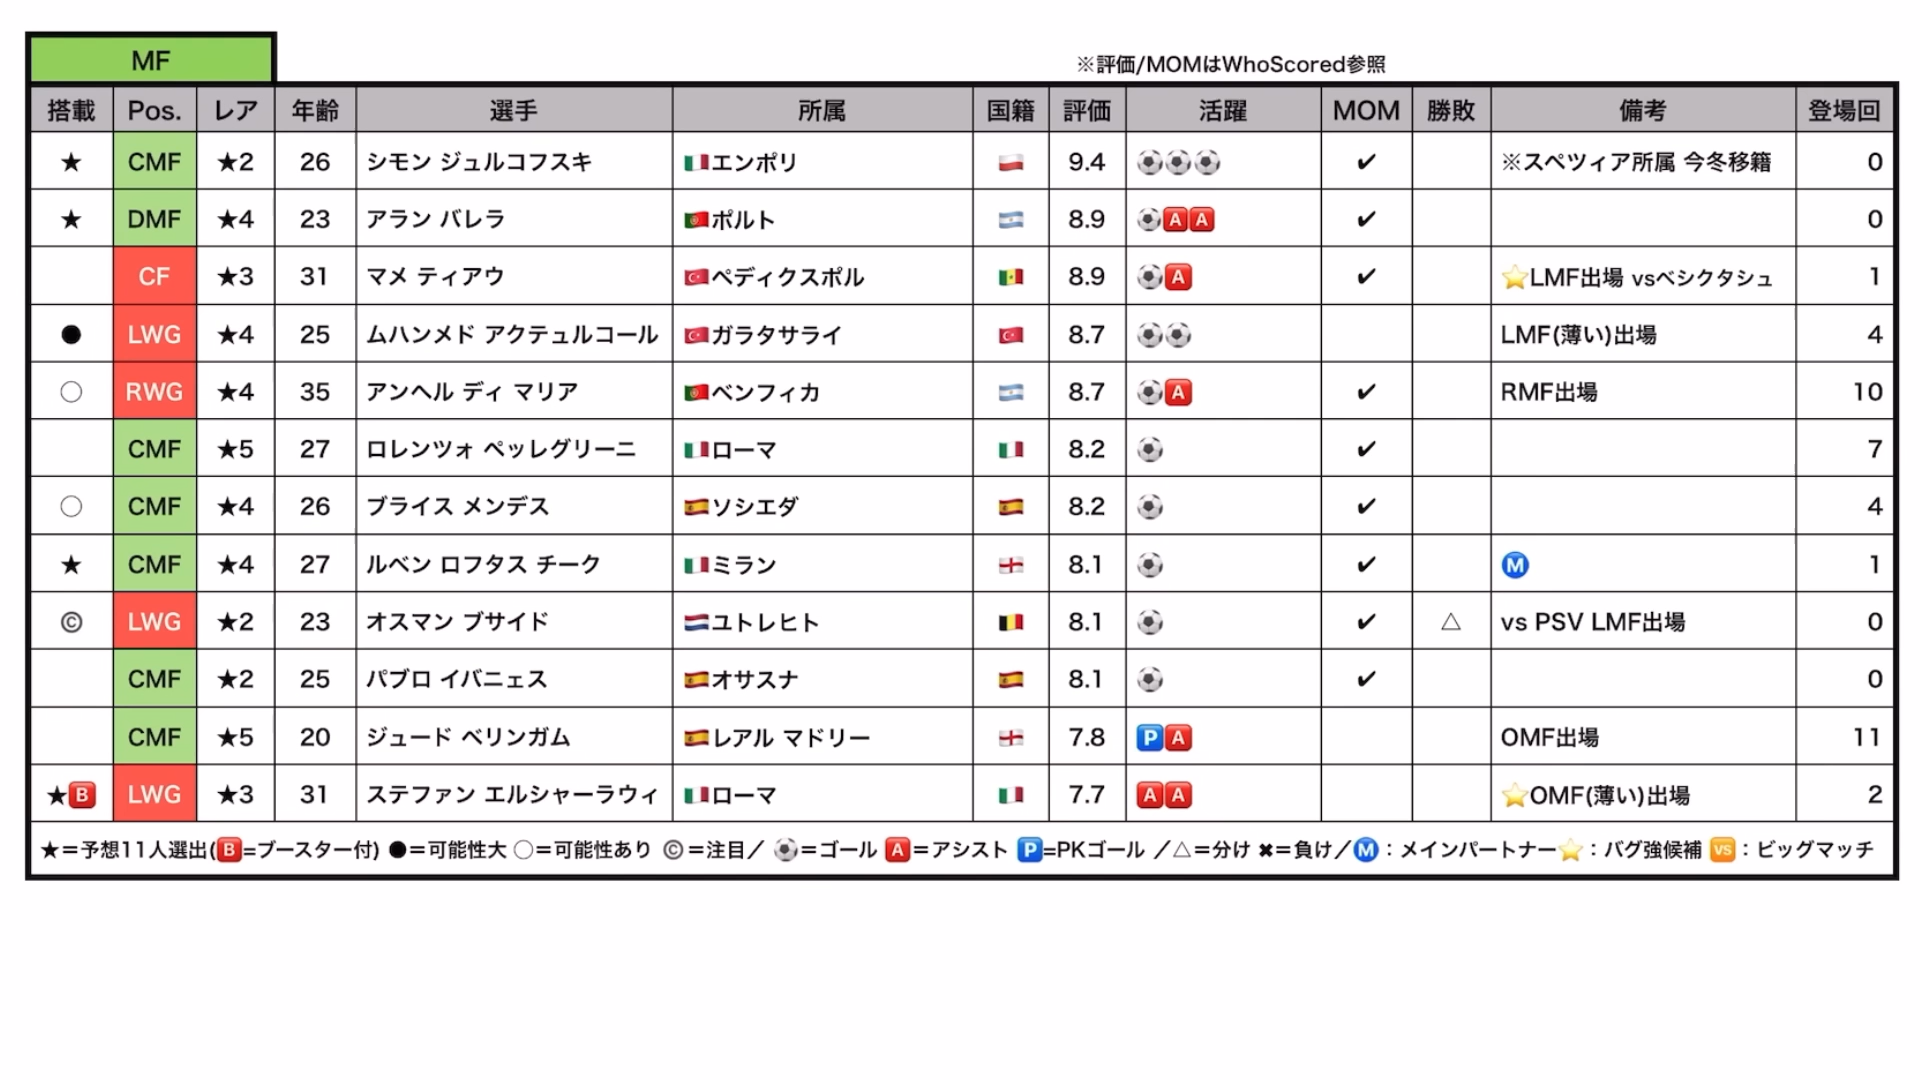 MF
※評価/MOMはWhoScored参照
搭載 Pos. レア 年齢 選手 所属 国籍 評価 活躍 MOM 勝敗 備考 登場回
★ CMF ★2 26 シモン ジュルコフスキ 🇮🇹エンポリ 🇵🇱 9.4 ⚽⚽⚽ ✔ ※スペツィア所属 今冬移籍 0
★ DMF ★4 23 アラン バレラ 🇵🇹ポルト 🇦🇷 8.9 ⚽🅰🅰 ✔ 0
CF ★3 31 マメ ティアウ 🇹🇷ペディクスポル 🇸🇳 8.9 ⚽🅰 ✔ ⭐LMF出場 vsベシクタシュ 1
● LWG ★4 25 ムハンメド アクテュルコール 🇹🇷ガラタサライ 🇹🇷 8.7 ⚽⚽ LMF(薄い)出場 4
○ RWG ★4 35 アンヘル ディ マリア 🇵🇹ベンフィカ 🇦🇷 8.7 ⚽🅰 ✔ RMF出場 10
CMF ★5 27 ロレンツォ ペッレグリーニ 🇮🇹ローマ 🇮🇹 8.2 ⚽ ✔ 7
○ CMF ★4 26 ブライス メンデス 🇪🇸ソシエダ 🇪🇸 8.2 ⚽ ✔ 4
★ CMF ★4 27 ルベン ロフタス チーク 🇮🇹ミラン 🏴󠁧󠁢󠁥󠁮󠁧󠁿 8.1 ⚽ ✔ Ⓜ 1
© LWG ★2 23 オスマン ブサイド 🇳🇱ユトレヒト 🇧🇪 8.1 ⚽ ✔ △ vs PSV LMF出場 0
CMF ★2 25 パブロ イバニェス 🇪🇸オサスナ 🇪🇸 8.1 ⚽ ✔ 0
CMF ★5 20 ジュード ベリンガム 🇪🇸レアル マドリー 🏴󠁧󠁢󠁥󠁮󠁧󠁿 7.8 🅿🅰 OMF出場 11
★🅱 LWG ★3 31 ステファン エルシャーラウィ 🇮🇹ローマ 🇮🇹 7.7 🅰🅰 ⭐OMF(薄い)出場 2
★=予想11人選出(🅱=ブースター付) ●=可能性大 ○=可能性あり ©=注目/ ⚽=ゴール 🅰=アシスト 🅿=PKゴール /△=分け ✖=負け/Ⓜ：メインパートナー⭐：バグ強候補 🆚：ビッグマッチ